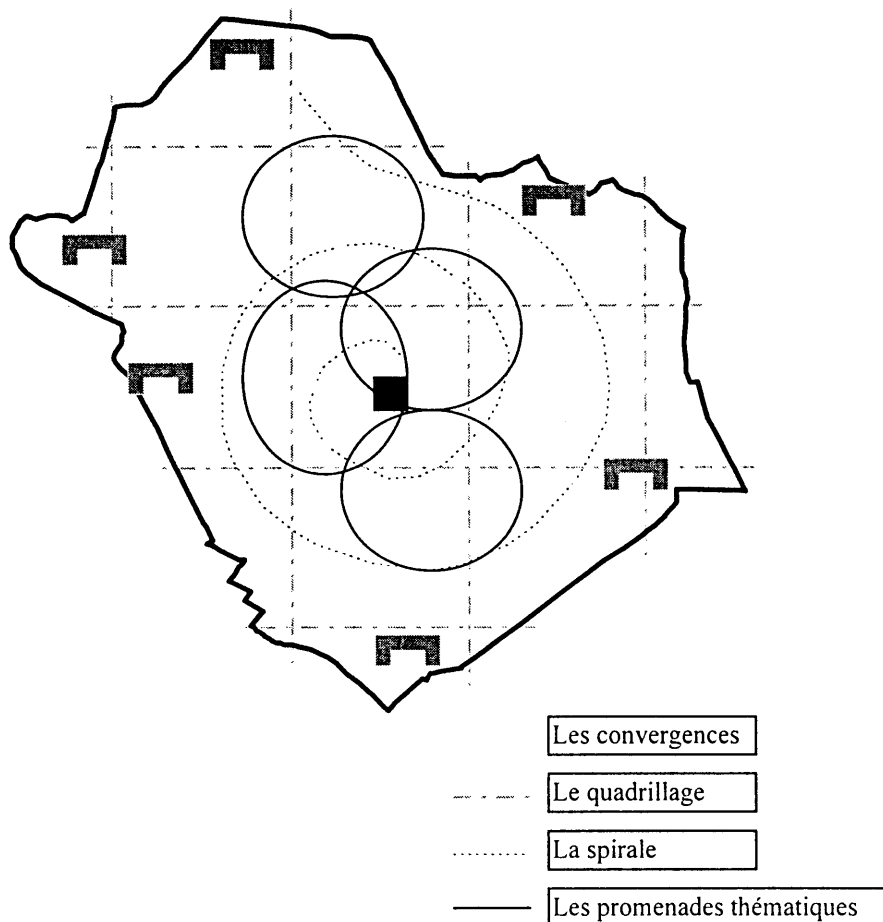 Les convergences
Le quadrillage
La spirale
Les promenades thématiques